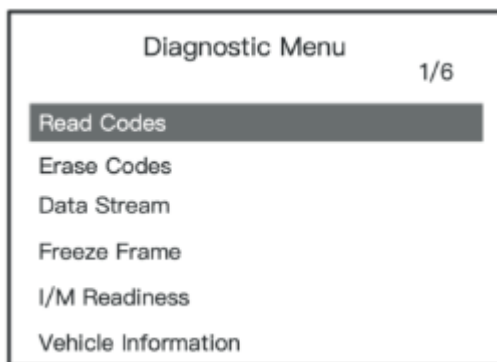 Diagnostic Menu
1/6
Read Codes
Erase Codes
Data Stream
Freeze Frame
I/M Readiness
Vehicle Information